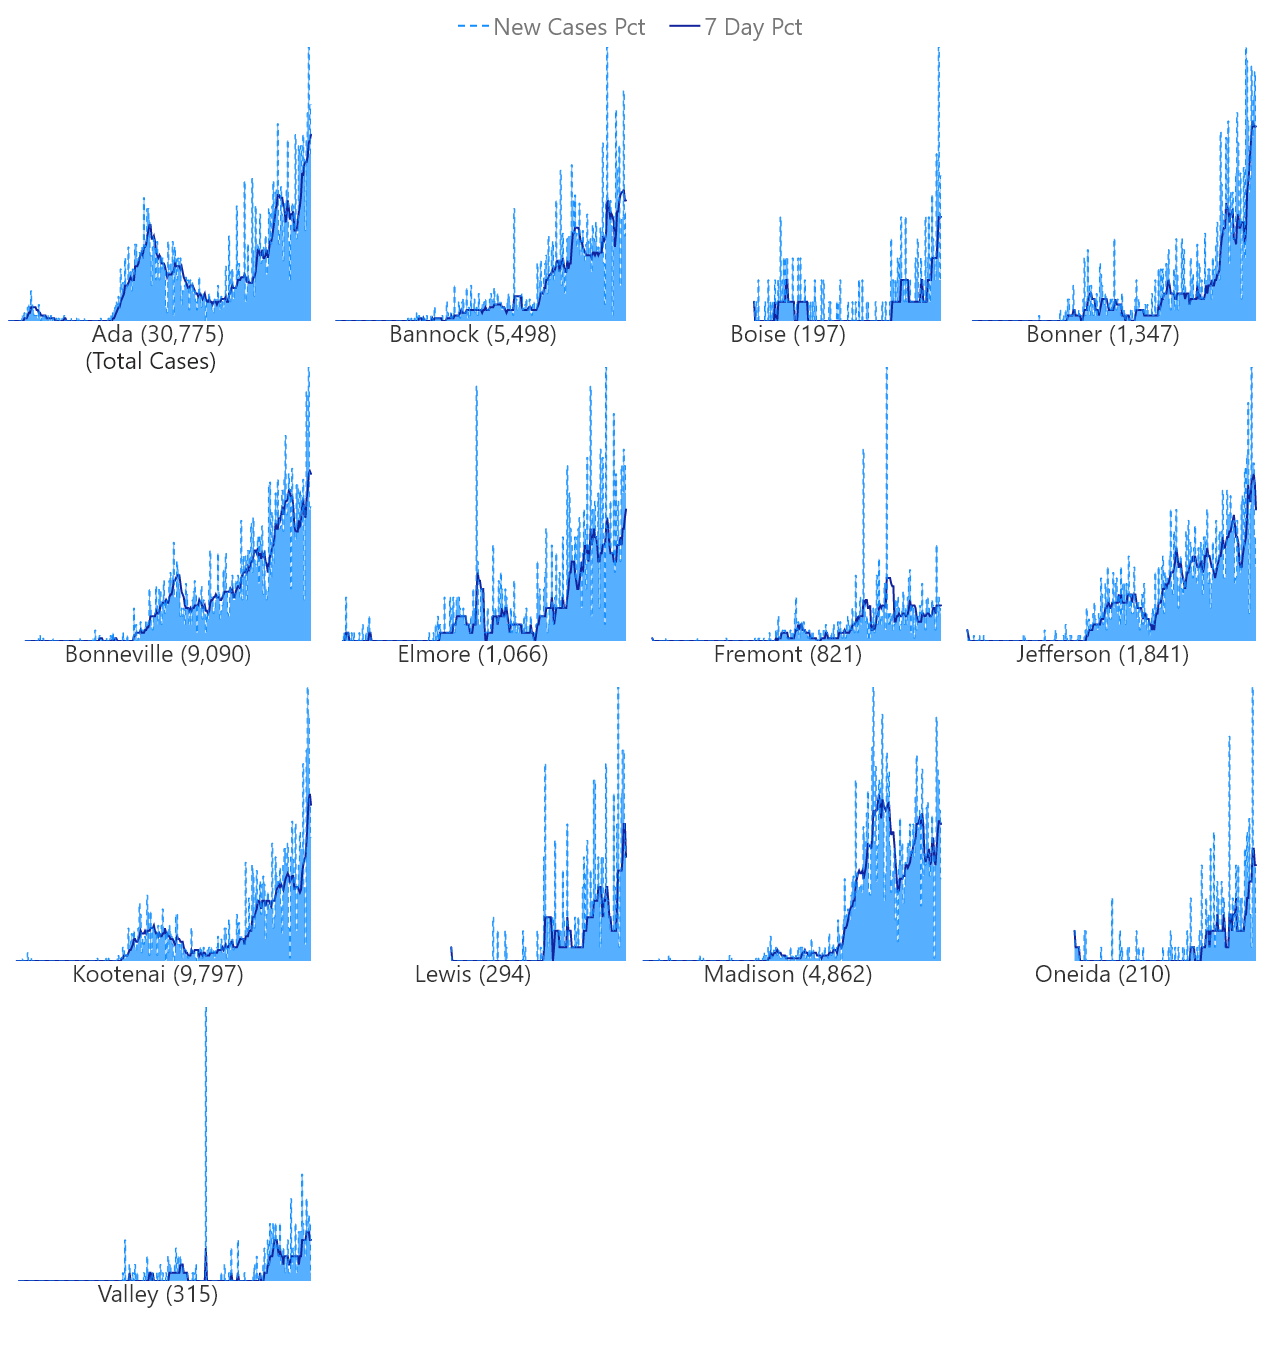 New Cases Pct 7 Day Pct
Ada (30,775) Bannock (5,498) Boise (197) Bonner (1,347)
(Total Cases)
Bonneville (9,090) Elmore (1,066) Fremont (821) Jefferson (1,841)
Kootenai (9,797) Lewis (294) Madison (4,862) Oneida (210)
Valley (315)